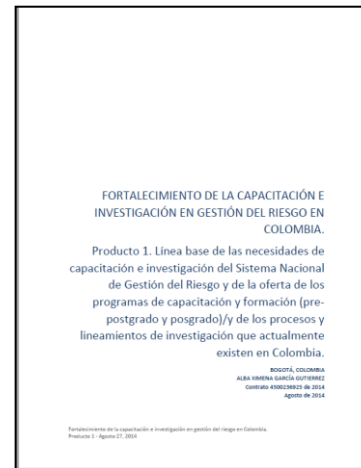 FORTALECIMIENTO DE LA CAPACITACIÓN E
INVESTIGACIÓN EN GESTIÓN DEL RIESGO EN
COLOMBIA.
Producto 1. Línea base de las necesidades de
capacitación e investigación del Sistema Nacional
de Gestión del Riesgo y de la oferta de los
programas de capacitación y formación (pre-
postgrado y posgrado)/y de los procesos y
lineamientos de investigación que actualmente
existen en Colombia.
BOGOTÁ, COLOMBIA
ALBA XIMENA GARCÍA GUTIERREZ
Contrato 4500236925 de 2014
Agosto de 2014
Fortalecimiento de la capacitación e investigación en gestión del riesgo en Colombia.
Producto 1 - Agosto 27, 2014